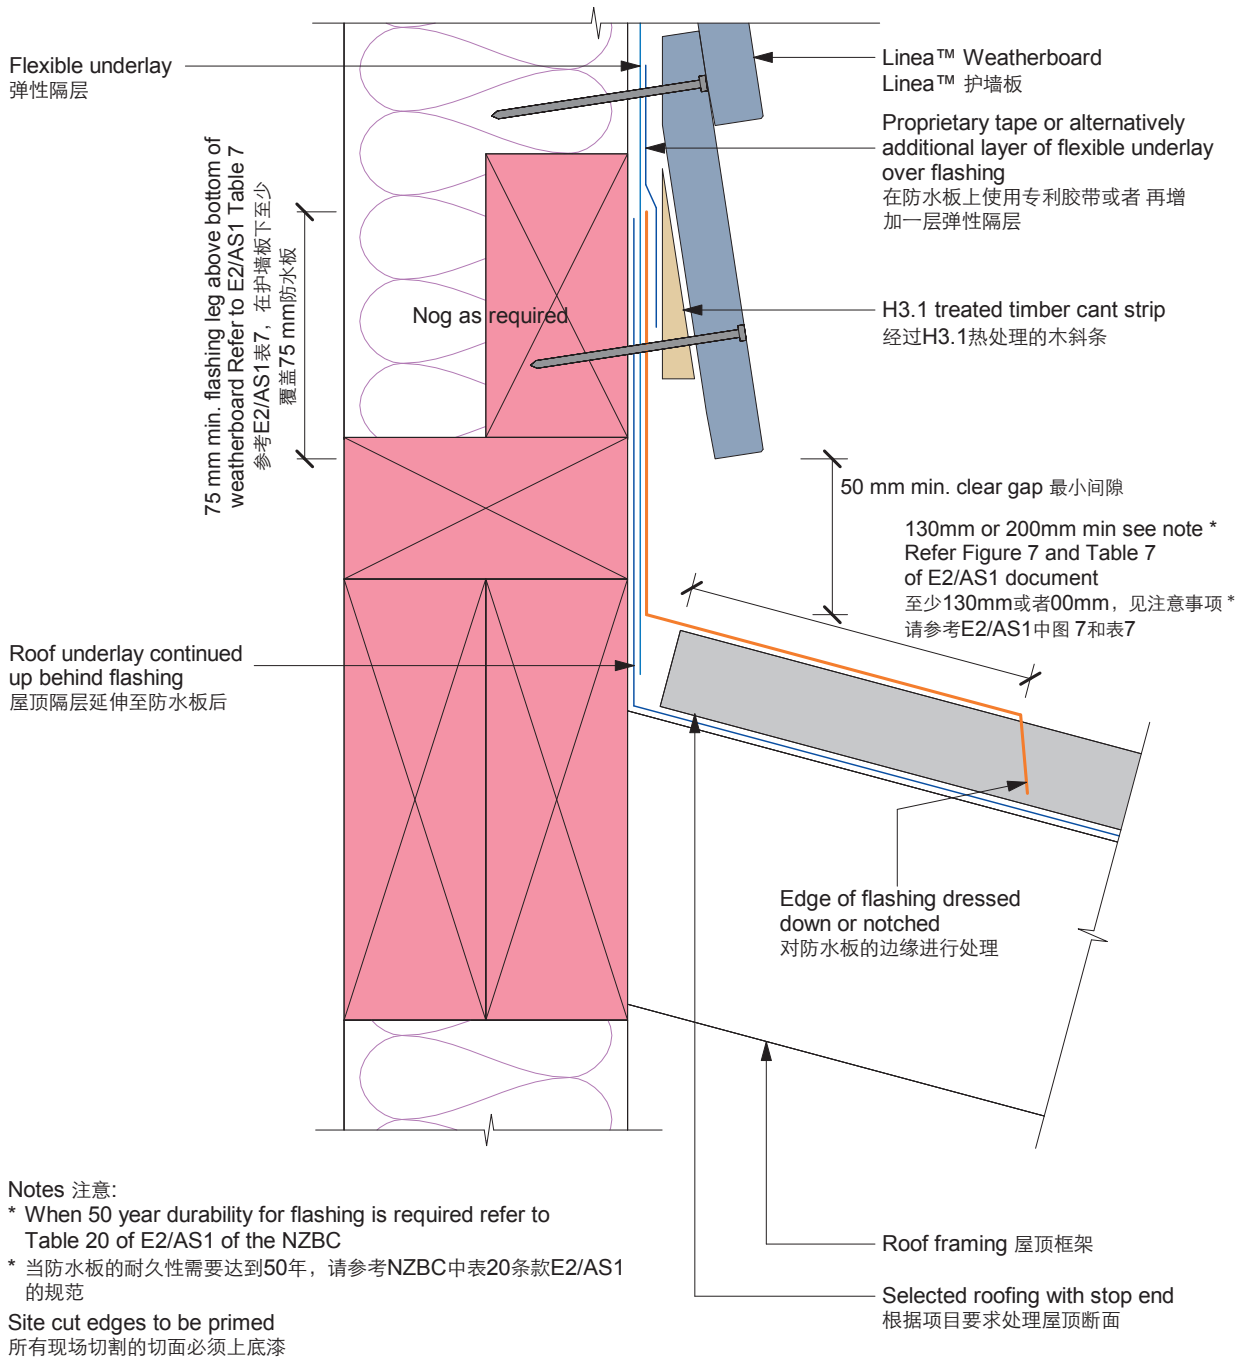 Flexible underlay
弹性隔层
75 mm min. flashing leg above bottom of
weatherboard Refer to E2/AS1 Table 7
参考E2/AS1表7，在护墙板下至少
覆盖75 mm防水板
Linea™ Weatherboard
Linea™ 护墙板
Proprietary tape or alternatively
additional layer of flexible underlay
over flashing
在防水板上使用专利胶带或者 再增
加一层弹性隔层
Nog as required
H3.1 treated timber cant strip
经过H3.1热处理的木斜条
50 mm min. clear gap 最小间隙
130mm or 200mm min see note *
Refer Figure 7 and Table 7
of E2/AS1 document
至少130mm或者00mm，见注意事项 *
请参考E2/AS1中图 7和表7
Roof underlay continued
up behind flashing
屋顶隔层延伸至防水板后
Edge of flashing dressed
down or notched
对防水板的边缘进行处理
Roof framing 屋顶框架
Selected roofing with stop end
根据项目要求处理屋顶断面
Notes 注意:
* When 50 year durability for flashing is required refer to
Table 20 of E2/AS1 of the NZBC
* 当防水板的耐久性需要达到50年，请参考NZBC中表20条款E2/AS1
的规范
Site cut edges to be primed
所有现场切割的切面必须上底漆